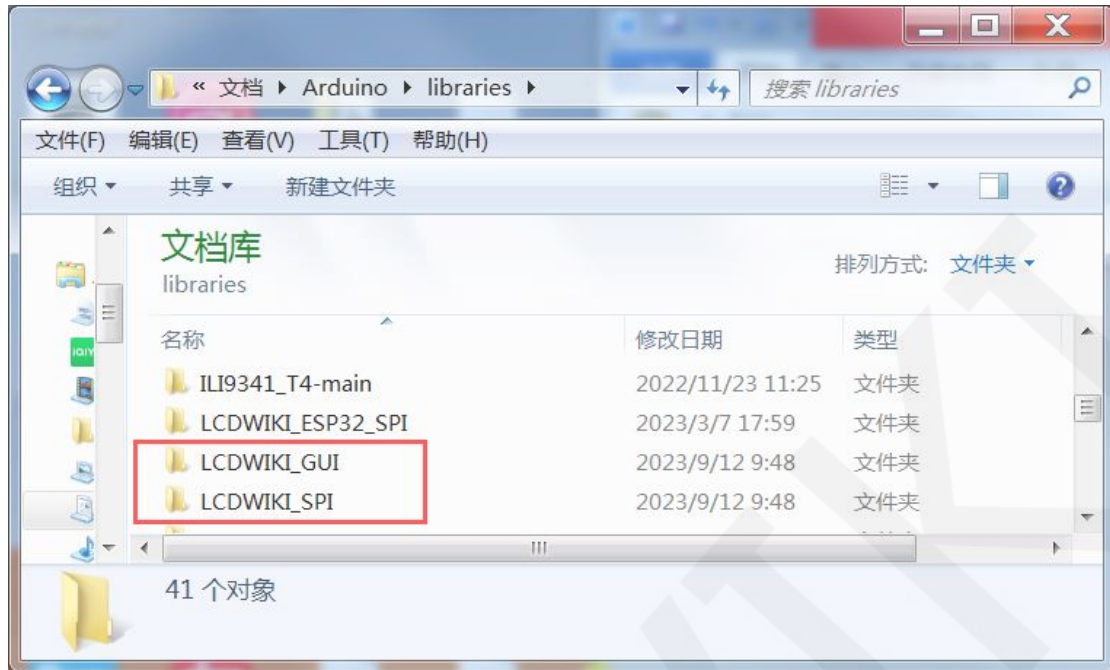 « 文档 ▸ Arduino ▸ libraries ▸
搜索 libraries
文件(F) 编辑(E) 查看(V) 工具(T) 帮助(H)
组织 共享 新建文件夹
文档库
libraries
排列方式: 文件夹
名称 修改日期 类型
ILI9341_T4-main 2022/11/23 11:25 文件夹
LCDWIKI_ESP32_SPI 2023/3/7 17:59 文件夹
LCDWIKI_GUI 2023/9/12 9:48 文件夹
LCDWIKI_SPI 2023/9/12 9:48 文件夹
41 个对象